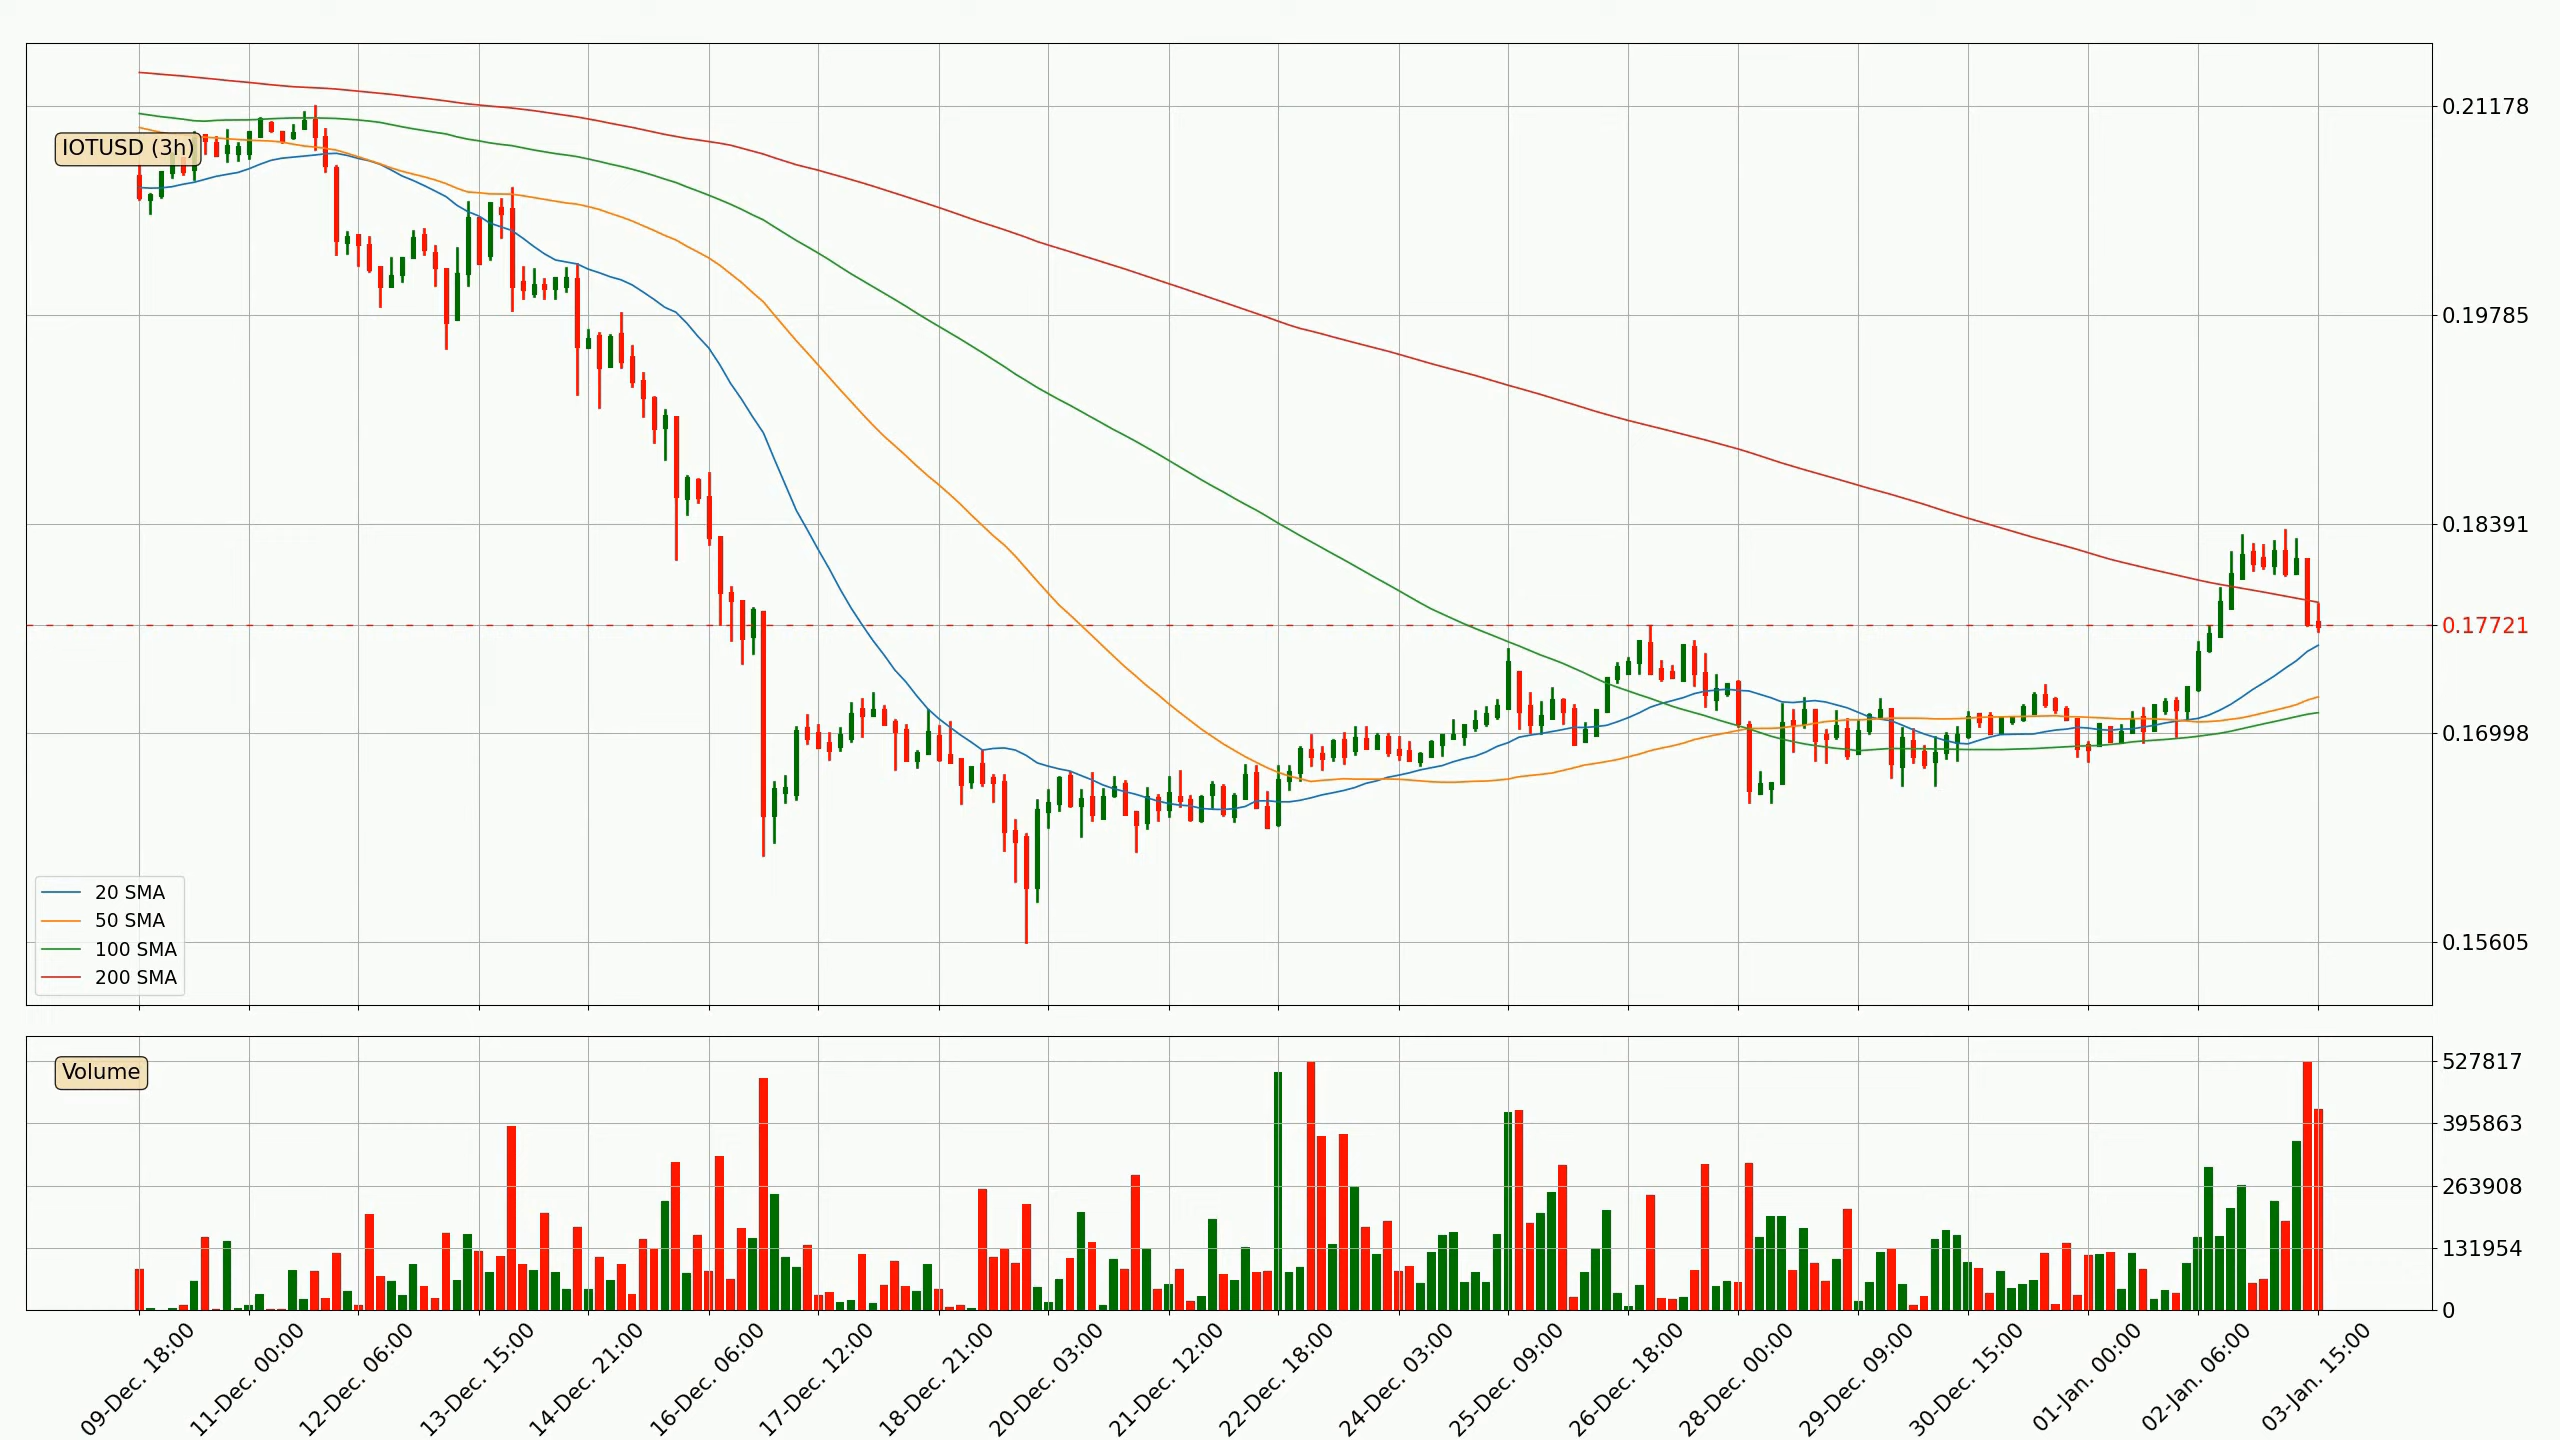 IOTUSD (3h)
0.21178
0.19785
0.18391
0.17721
0.16998
0.15605
20 SMA
50 SMA
100 SMA
200 SMA
Volume
527817
395863
263908
131954
0
09-Dec. 18:00
11-Dec. 00:00
12-Dec. 06:00
13-Dec. 15:00
14-Dec. 21:00
16-Dec. 06:00
17-Dec. 12:00
18-Dec. 21:00
20-Dec. 03:00
21-Dec. 12:00
22-Dec. 18:00
24-Dec. 03:00
25-Dec. 09:00
26-Dec. 18:00
28-Dec. 00:00
29-Dec. 09:00
30-Dec. 15:00
01-Jan. 00:00
02-Jan. 06:00
03-Jan. 15:00